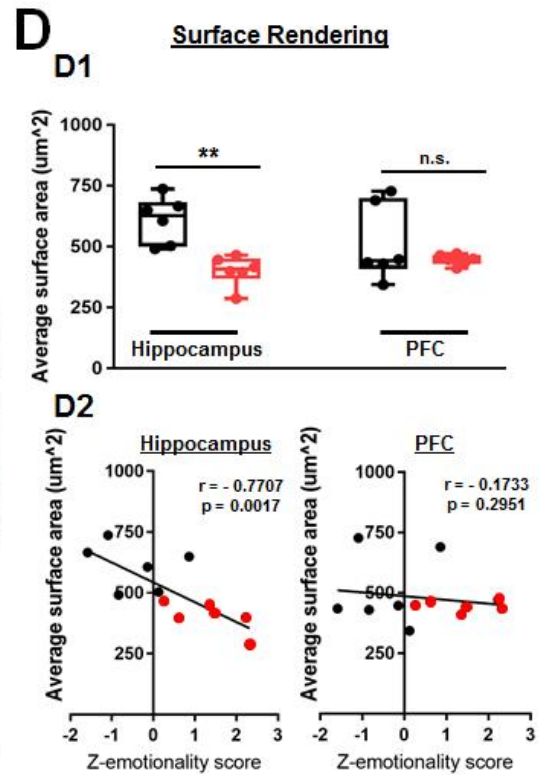 D
Surface Rendering
D1
Average surface area (um^2)
1000
750
500
250
0
**
n.s.
Hippocampus
PFC
D2
Hippocampus
Average surface area (um^2)
1000
750
500
250
r = - 0.7707
p = 0.0017
-2 -1 0 1 2 3
Z-emotionality score
PFC
Average surface area (um^2)
1000
750
500
250
r = - 0.1733
p = 0.2951
-2 -1 0 1 2 3
Z-emotionality score